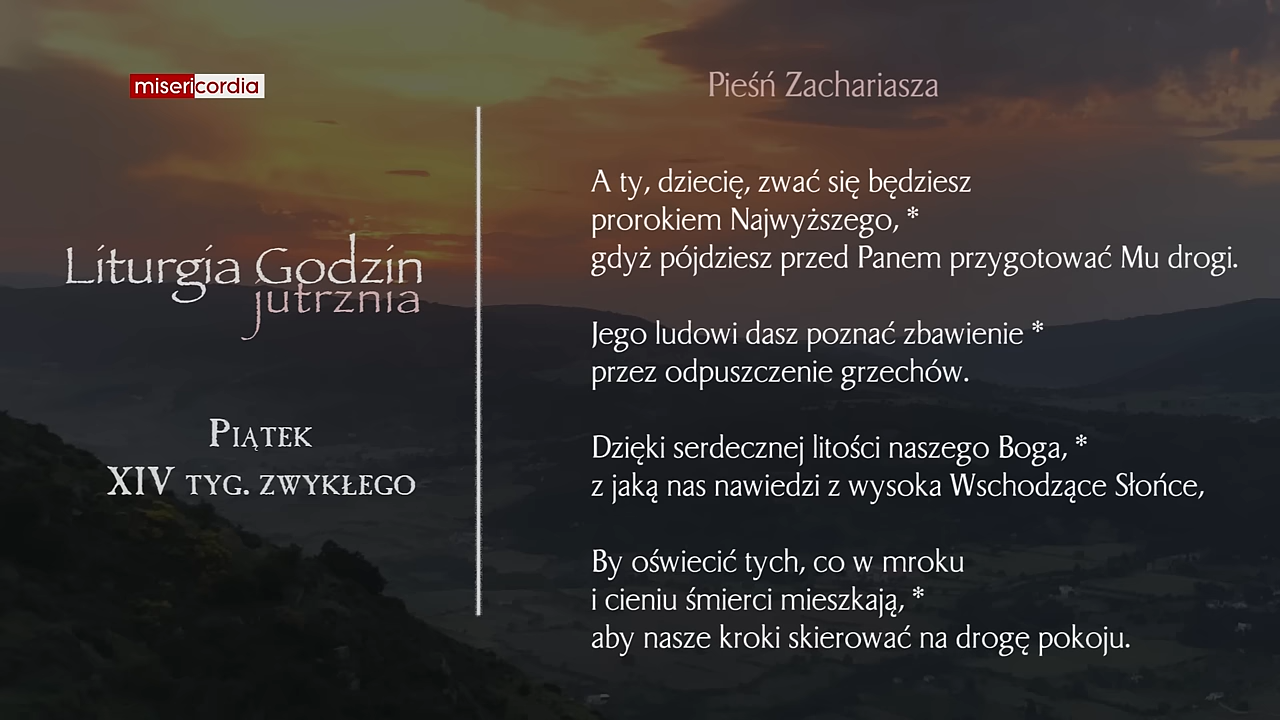 misericordia
Liturgia Godzin
jutrznia
Piątek
XIV tyg. zwykłego
Pieśń Zachariasza
A ty, dziecię, zwać się będziesz
prorokiem Najwyższego, *
gdyż pójdziesz przed Panem przygotować Mu drogi.
Jego ludowi dasz poznać zbawienie *
przez odpuszczenie grzechów.
Dzięki serdecznej litości naszego Boga, *
z jaką nas nawiedzi z wysoka Wschodzące Słońce,
By oświecić tych, co w mroku
i cieniu śmierci mieszkają, *
aby nasze kroki skierować na drogę pokoju.